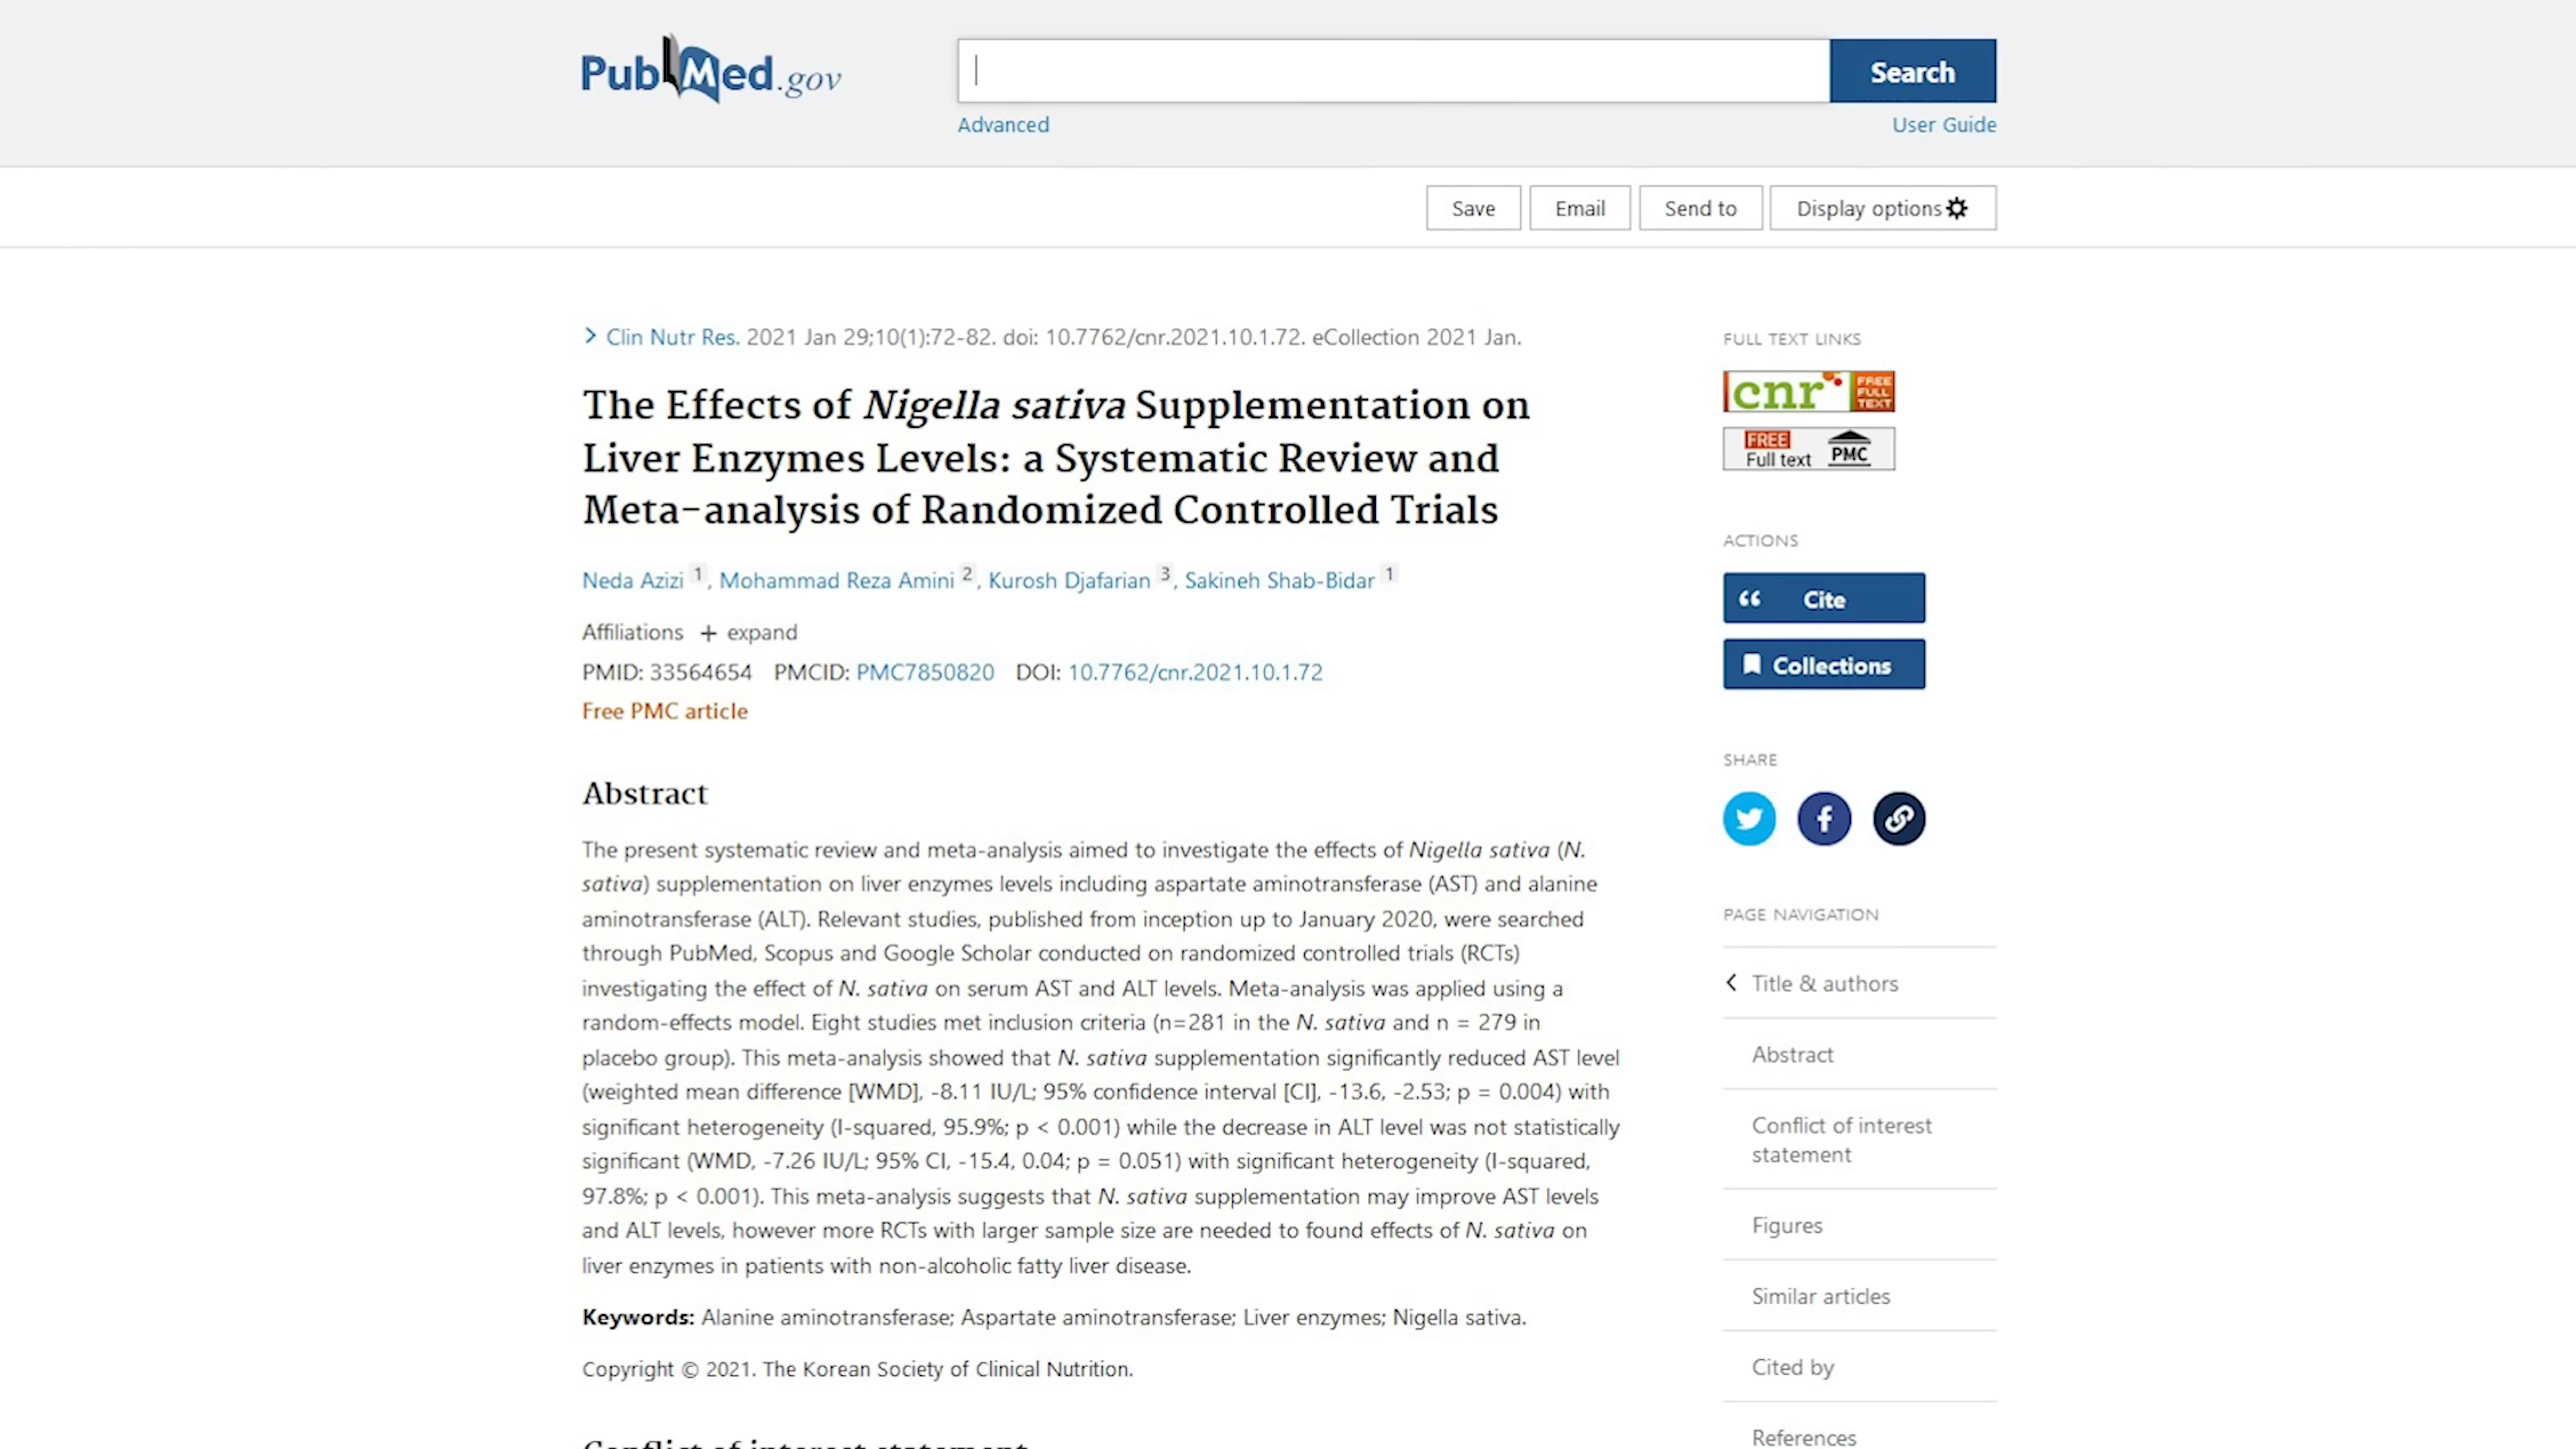 PubMed.gov
Search
Advanced
User Guide
Save
Email
Send to
Display options
Clin Nutr Res. 2021 Jan 29;10(1):72-82. doi: 10.7762/cnr.2021.10.1.72. eCollection 2021 Jan.
The Effects of Nigella sativa Supplementation on
Liver Enzymes Levels: a Systematic Review and
Meta-analysis of Randomized Controlled Trials
Neda Azizi 1, Mohammad Reza Amini 2, Kurosh Djafarian 3, Sakineh Shab-Bidar 1
Affiliations + expand
PMID: 33564654 PMCID: PMC7850820 DOI: 10.7762/cnr.2021.10.1.72
Free PMC article
Abstract
The present systematic review and meta-analysis aimed to investigate the effects of Nigella sativa (N.
sativa) supplementation on liver enzymes levels including aspartate aminotransferase (AST) and alanine
aminotransferase (ALT). Relevant studies, published from inception up to January 2020, were searched
through PubMed, Scopus and Google Scholar conducted on randomized controlled trials (RCTs)
investigating the effect of N. sativa on serum AST and ALT levels. Meta-analysis was applied using a
random-effects model. Eight studies met inclusion criteria (n=281 in the N. sativa and n = 279 in
placebo group). This meta-analysis showed that N. sativa supplementation significantly reduced AST level
(weighted mean difference [WMD], -8.11 IU/L; 95% confidence interval [CI], -13.6, -2.53; p = 0.004) with
significant heterogeneity (I-squared, 95.9%; p < 0.001) while the decrease in ALT level was not statistically
significant (WMD, -7.26 IU/L; 95% CI, -15.4, 0.04; p = 0.051) with significant heterogeneity (I-squared,
97.8%; p < 0.001). This meta-analysis suggests that N. sativa supplementation may improve AST levels
and ALT levels, however more RCTs with larger sample size are needed to found effects of N. sativa on
liver enzymes in patients with non-alcoholic fatty liver disease.
Keywords: Alanine aminotransferase; Aspartate aminotransferase; Liver enzymes; Nigella sativa.
Copyright © 2021. The Korean Society of Clinical Nutrition.
Conflict of interest statement
FULL TEXT LINKS
cnr FREE FULL TEXT
FREE Full text PMC
ACTIONS
Cite
Collections
SHARE
PAGE NAVIGATION
Title & authors
Abstract
Conflict of interest
statement
Figures
Similar articles
Cited by
References